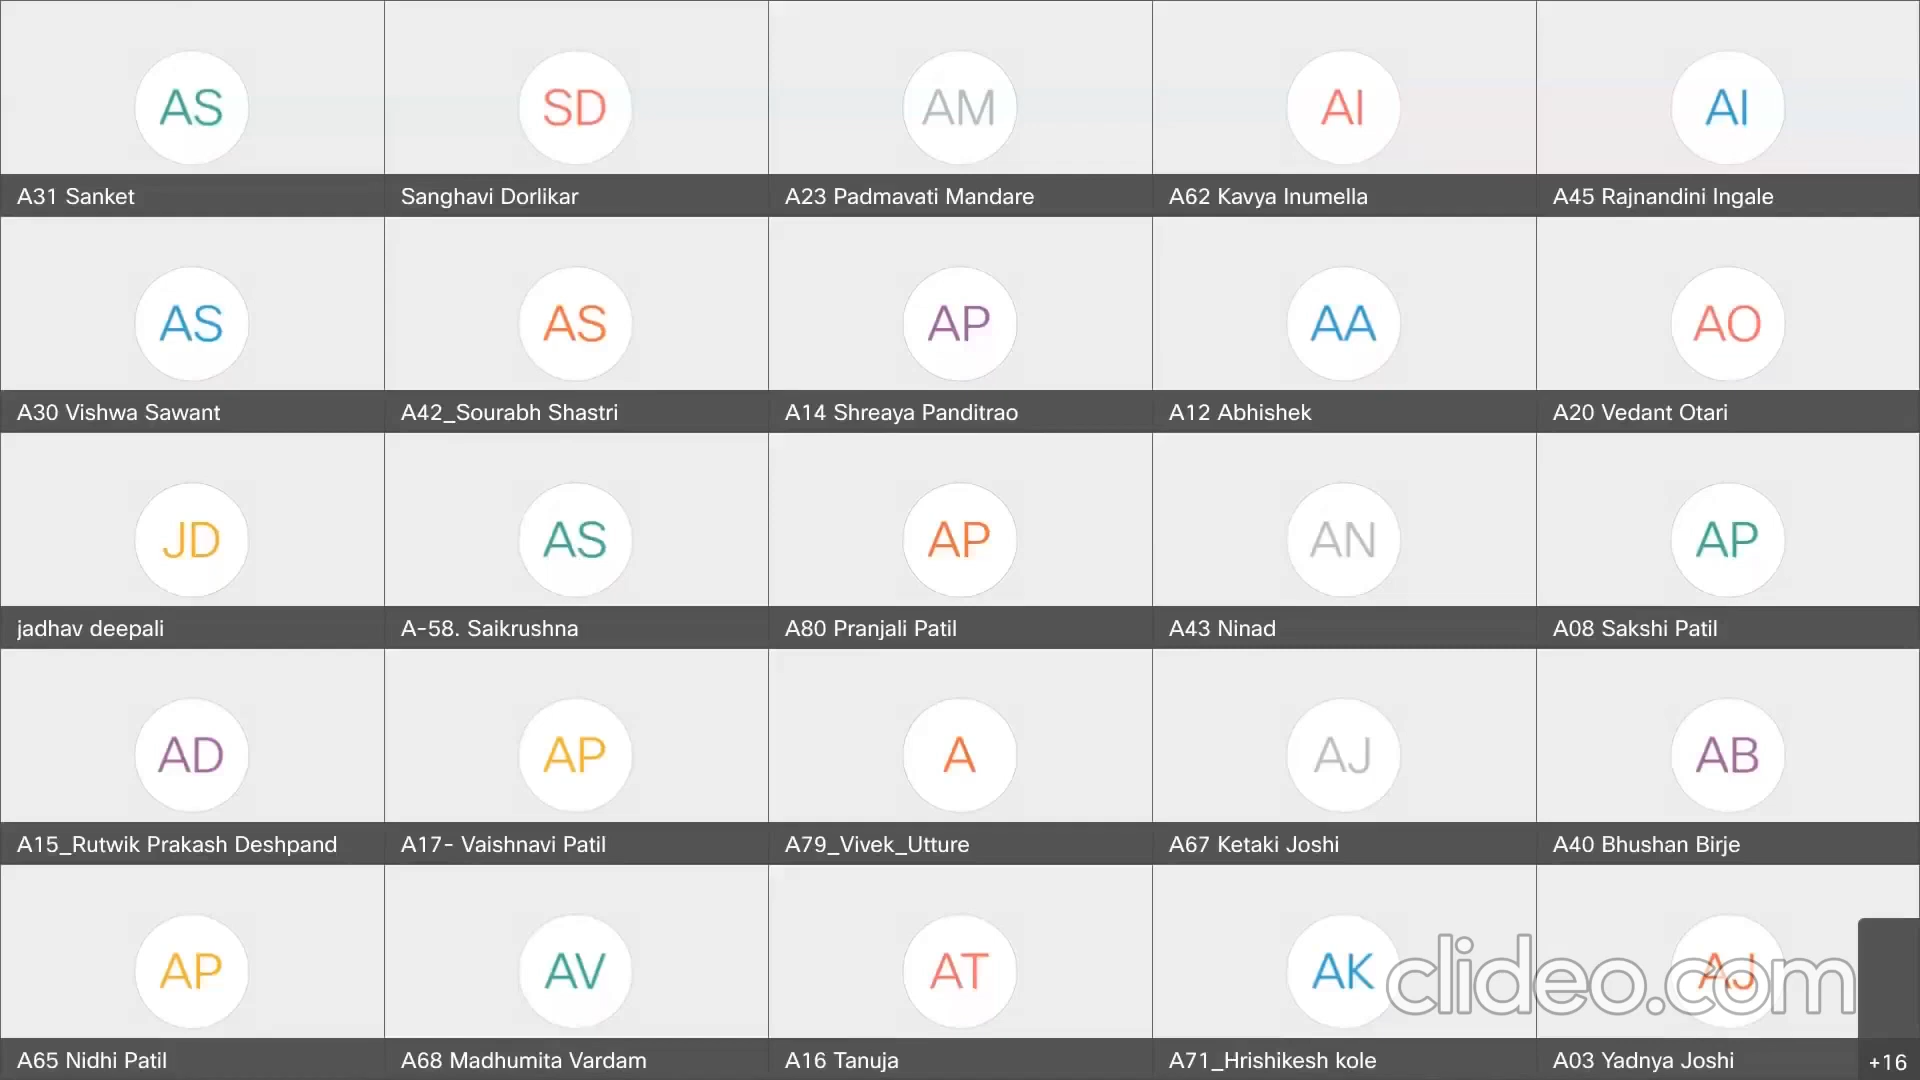 AS
SD
AM
AI
AI
A31 Sanket
Sanghavi Dorlikar
A23 Padmavati Mandare
A62 Kavya Inumella
A45 Rajnandini Ingale
AS
AS
AP
AA
AO
A30 Vishwa Sawant
A42_Sourabh Shastri
A14 Shreaya Panditrao
A12 Abhishek
A20 Vedant Otari
JD
AS
AP
AN
AP
jadhav deepali
A-58. Saikrushna
A80 Pranjali Patil
A43 Ninad
A08 Sakshi Patil
AD
AP
A
AJ
AB
A15_Rutwik Prakash Deshpand
A17- Vaishnavi Patil
A79_Vivek_Utture
A67 Ketaki Joshi
A40 Bhushan Birje
AP
AV
AT
AK
AJ
clideo.com
A65 Nidhi Patil
A68 Madhumita Vardam
A16 Tanuja
A71_Hrishikesh kole
A03 Yadnya Joshi
+16